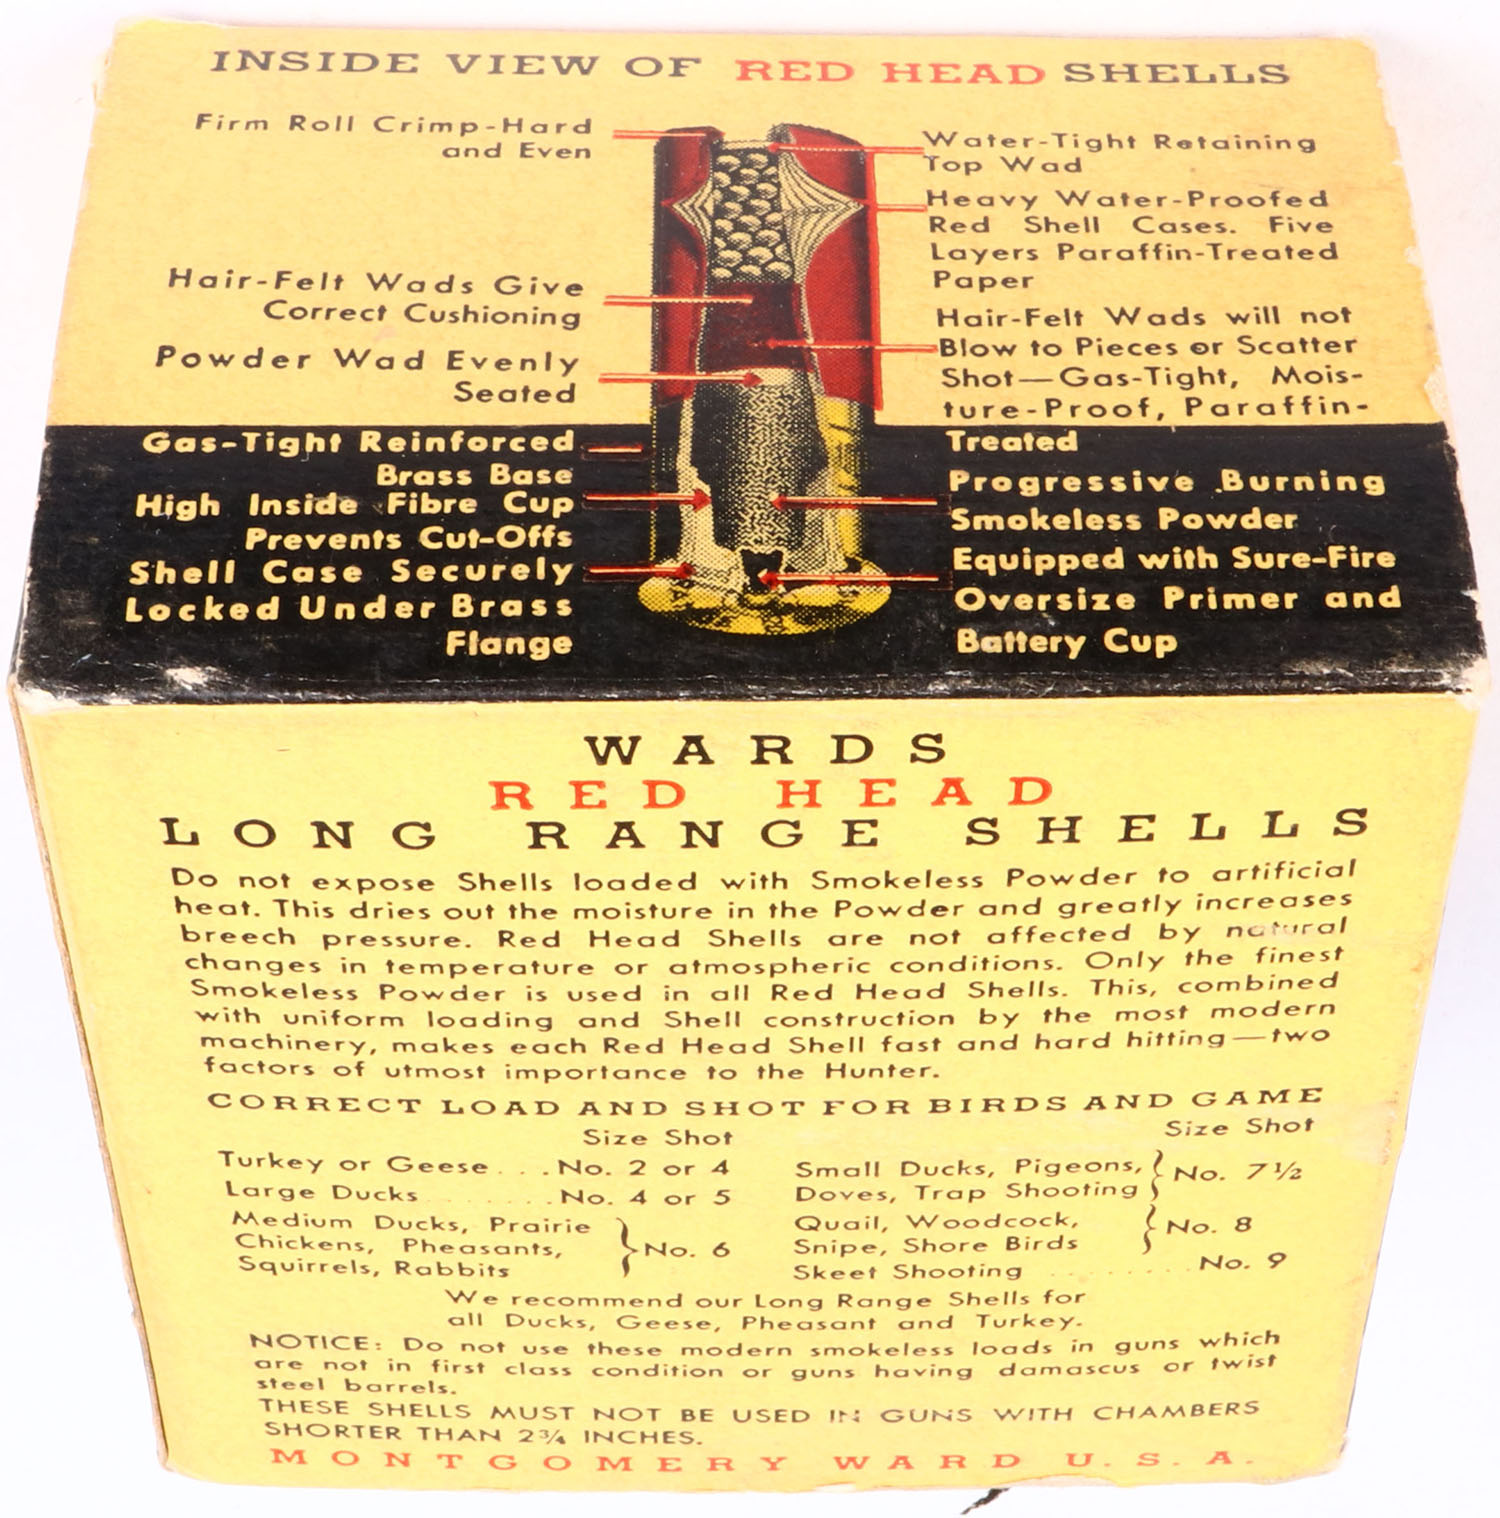 INSIDE VIEW OF RED HEAD SHELLS
Firm Roll Crimp-Hard
and Even
Hair-Felt Wads Give
Correct Cushioning
Powder Wad Evenly
Seated
Gas-Tight Reinforced
Brass Base
High Inside Fibre Cup
Prevents Cut-Offs
Shell Case Securely
Locked Under Brass
Flange
Water-Tight Retaining
Top Wad
Heavy Water-Proofed
Red Shell Cases. Five
Layers Paraffin-Treated
Paper
Hair-Felt Wads will not
Blow to Pieces or Scatter
Shot—Gas-Tight, Mois-
ture-Proof, Paraffin-
Treated
Progressive Burning
Smokeless Powder
Equipped with Sure-Fire
Oversize Primer and
Battery Cup
WARDS
RED HEAD
LONG RANGE SHELLS
Do not expose Shells loaded with Smokeless Powder to artificial
heat. This dries out the moisture in the Powder and greatly increases
breech pressure. Red Head Shells are not affected by natural
changes in temperature or atmospheric conditions. Only the finest
Smokeless Powder is used in all Red Head Shells. This, combined
with uniform loading and Shell construction by the most modern
machinery, makes each Red Head Shell fast and hard hitting—two
factors of utmost importance to the Hunter.
CORRECT LOAD AND SHOT FOR BIRDS AND GAME
Size Shot
Turkey or Geese . . . No. 2 or 4
Large Ducks . . . . . . . No. 4 or 5
Medium Ducks, Prairie
Chickens, Pheasants, } No. 6
Squirrels, Rabbits
Size Shot
Small Ducks, Pigeons, { No. 7½
Doves, Trap Shooting
Quail, Woodcock, { No. 8
Snipe, Shore Birds
Skeet Shooting . . . . . . . . . No. 9
We recommend our Long Range Shells for
all Ducks, Geese, Pheasant and Turkey.
NOTICE: Do not use these modern smokeless loads in guns which
are not in first class condition or guns having damascus or twist
steel barrels.
THESE SHELLS MUST NOT BE USED IN GUNS WITH CHAMBERS
SHORTER THAN 2¾ INCHES.
MONTGOMERY WARD U.S.A.